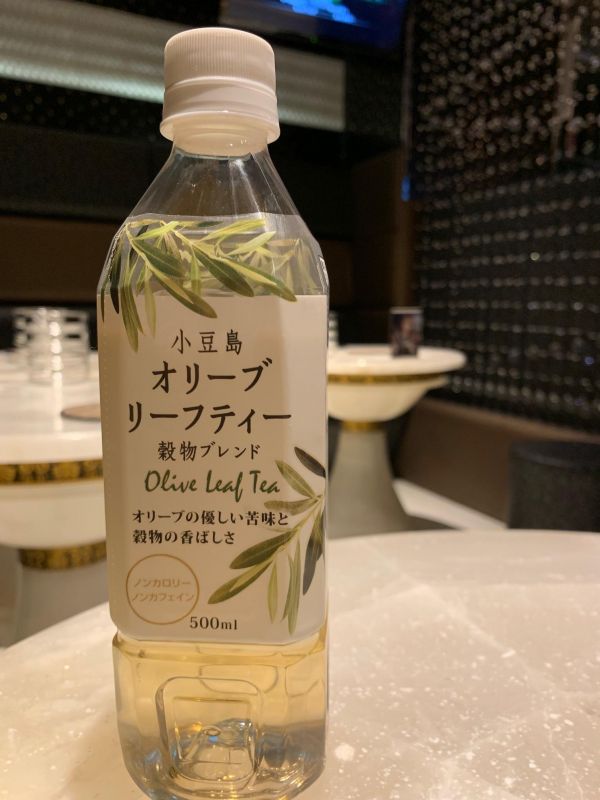 小豆島
オリーブ
リーフティー
穀物ブレンド
Olive Leaf Tea
オリーブの優しい苦味と
穀物の香ばしさ
ノンカロリー
ノンカフェイン
500ml